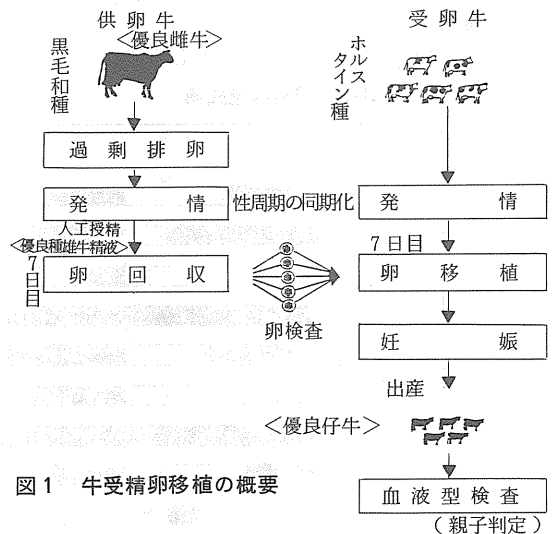 供卵牛
<優良雌牛>
黒毛和種
過剰排卵
発情
人工授精
<優良種雄牛精液>
7日目
卵回収
性周期の同期化
卵検査
受卵牛
ホルスタイン種
発情
7日目
卵移植
妊娠
出産
<優良仔牛>
血液型検査
(親子判定)
図1 牛受精卵移植の概要